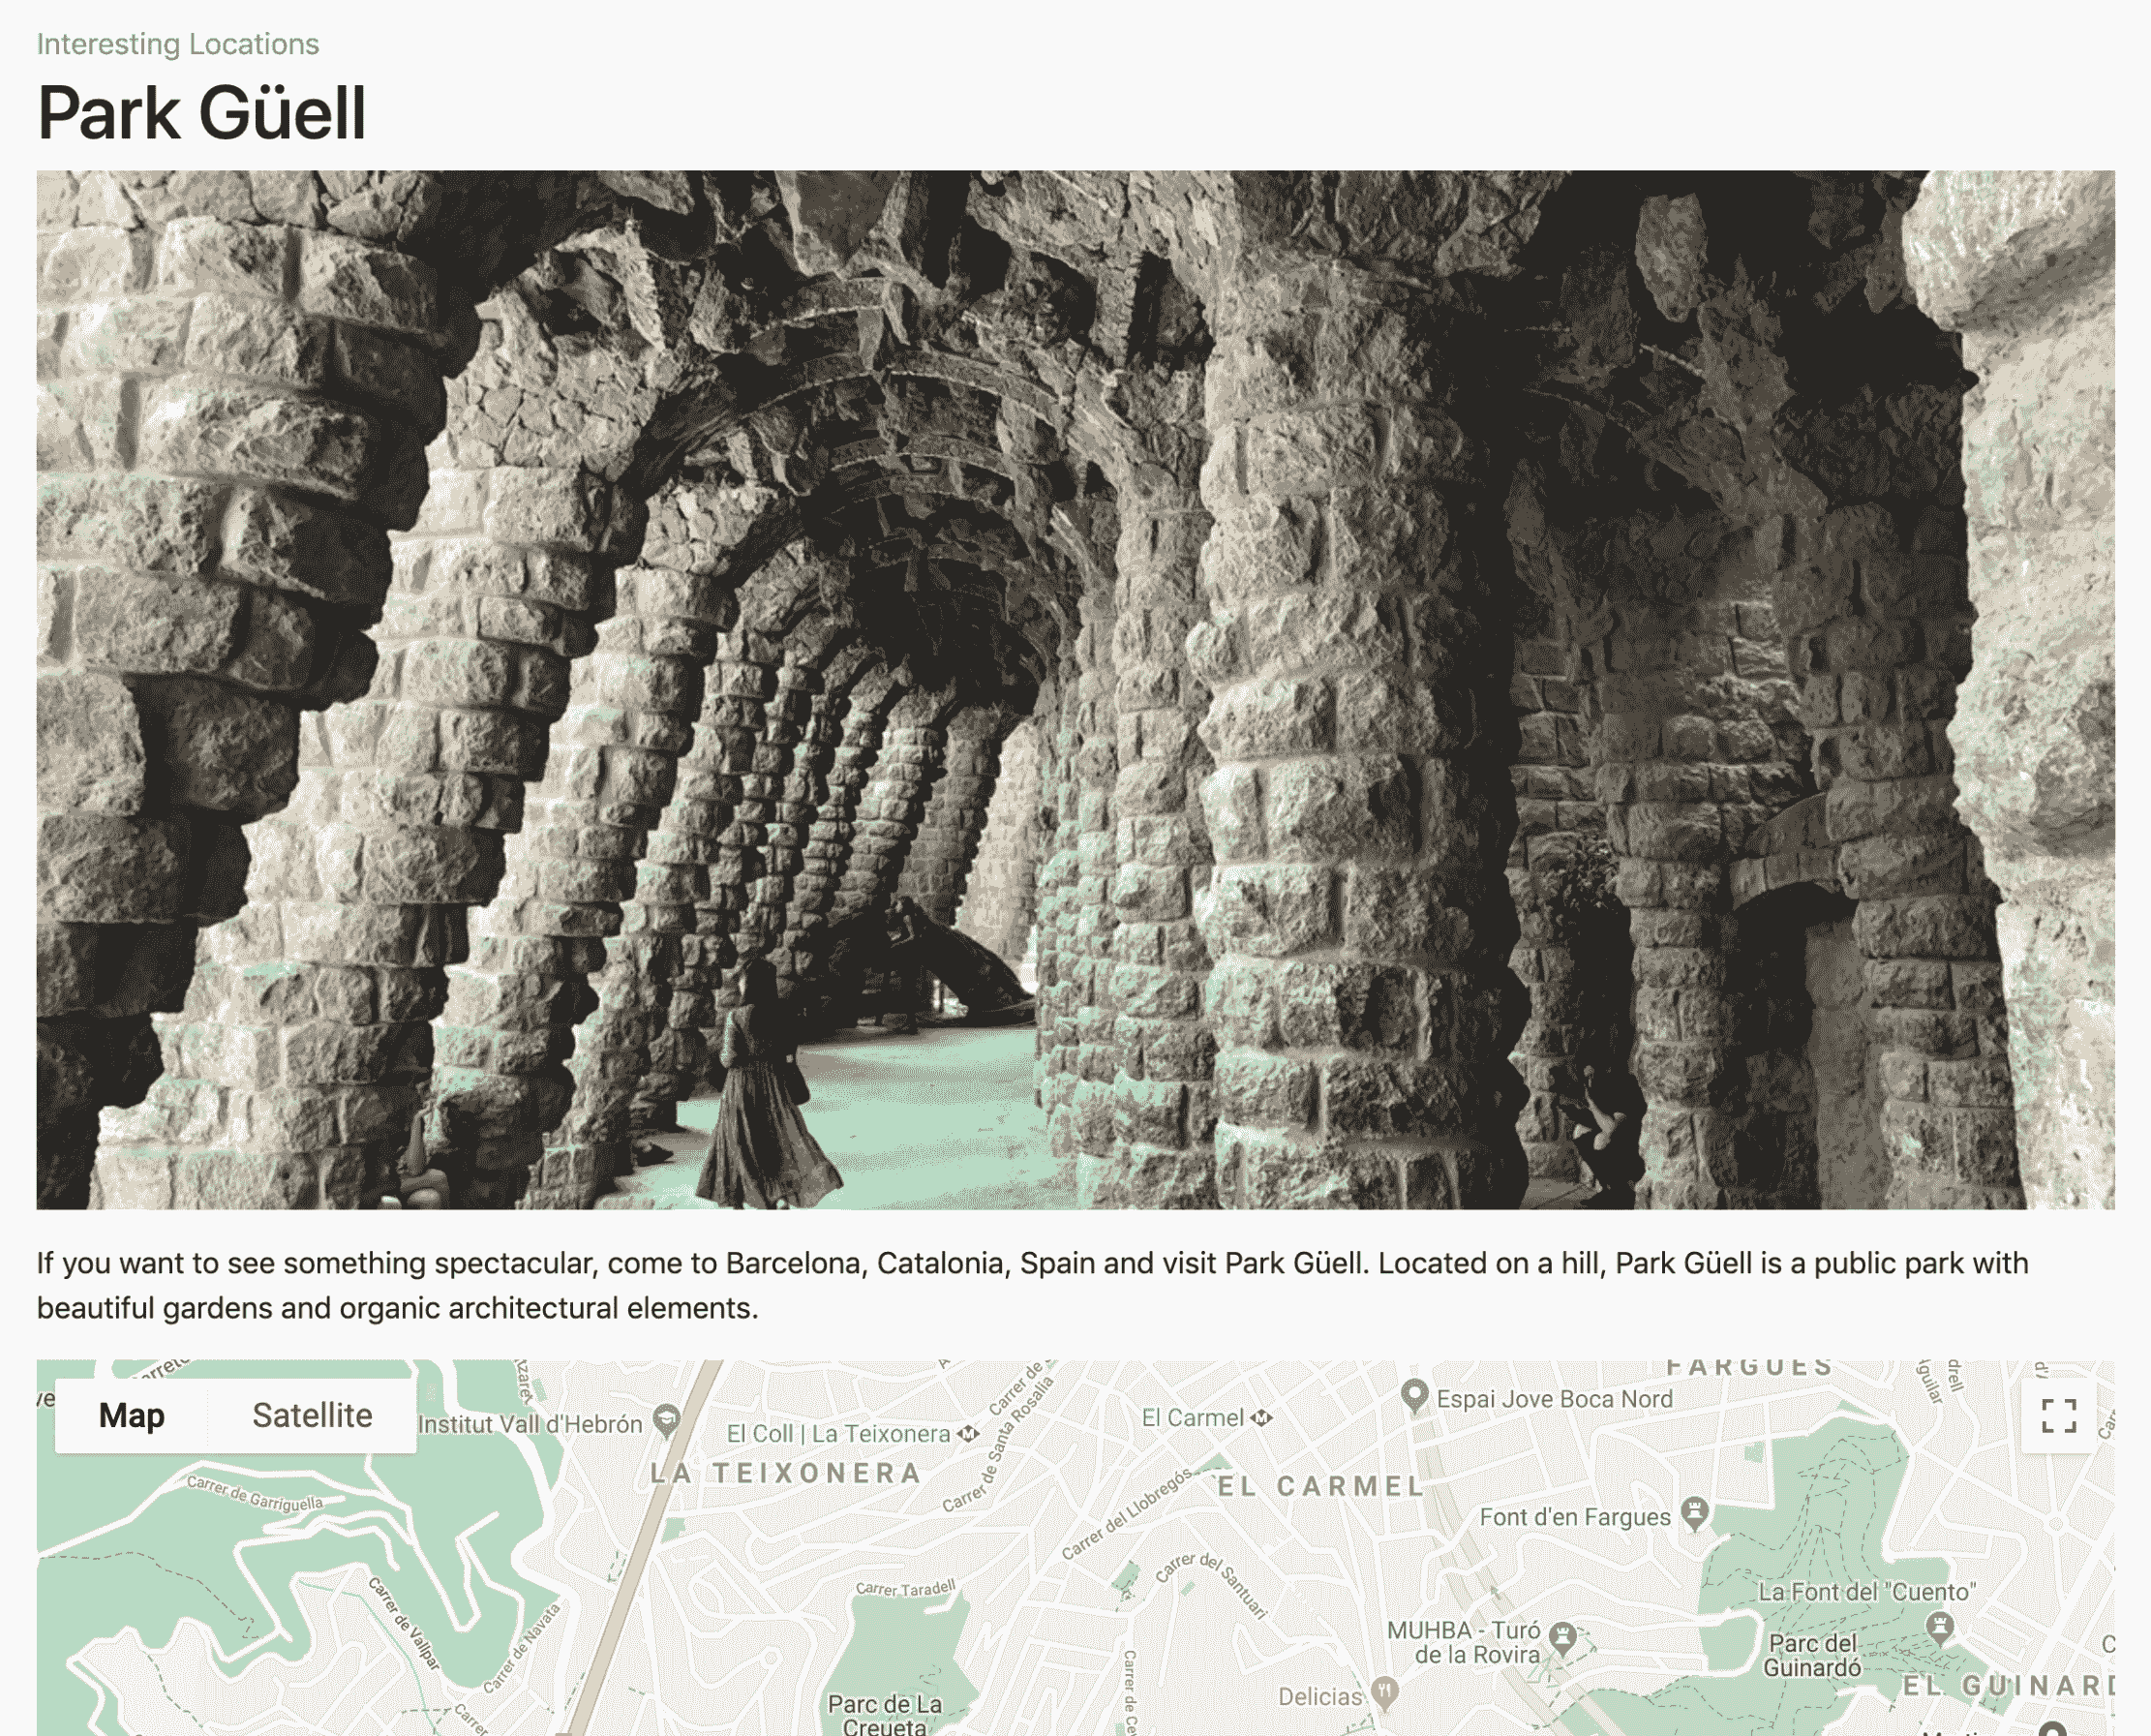 Interesting Locations
Park Güell
If you want to see something spectacular, come to Barcelona, Catalonia, Spain and visit Park Güell. Located on a hill, Park Güell is a public park with
beautiful gardens and organic architectural elements.
FARGUES
Map
Satellite
Institut Vall d'Hebrón
El Coll | La Teixonera
Carrer de
Carrer de Santa Rosalia
El Carmel
Espai Jove Boca Nord
Aguilar
LA TEIXONERA
EL CARMEL
Carrer de Garriguella
Carrer del Llobregós
Font d'en Fargues
Carrer Taradell
Carrer del Santuari
La Font del "Cuento"
Carrer de Vallpar
Carrer de Navata
MUHBA - Turó
de la Rovira
Parc del
Guinardó
EL GUINARD
Delicias
Parc de La
Creueta
Carrer